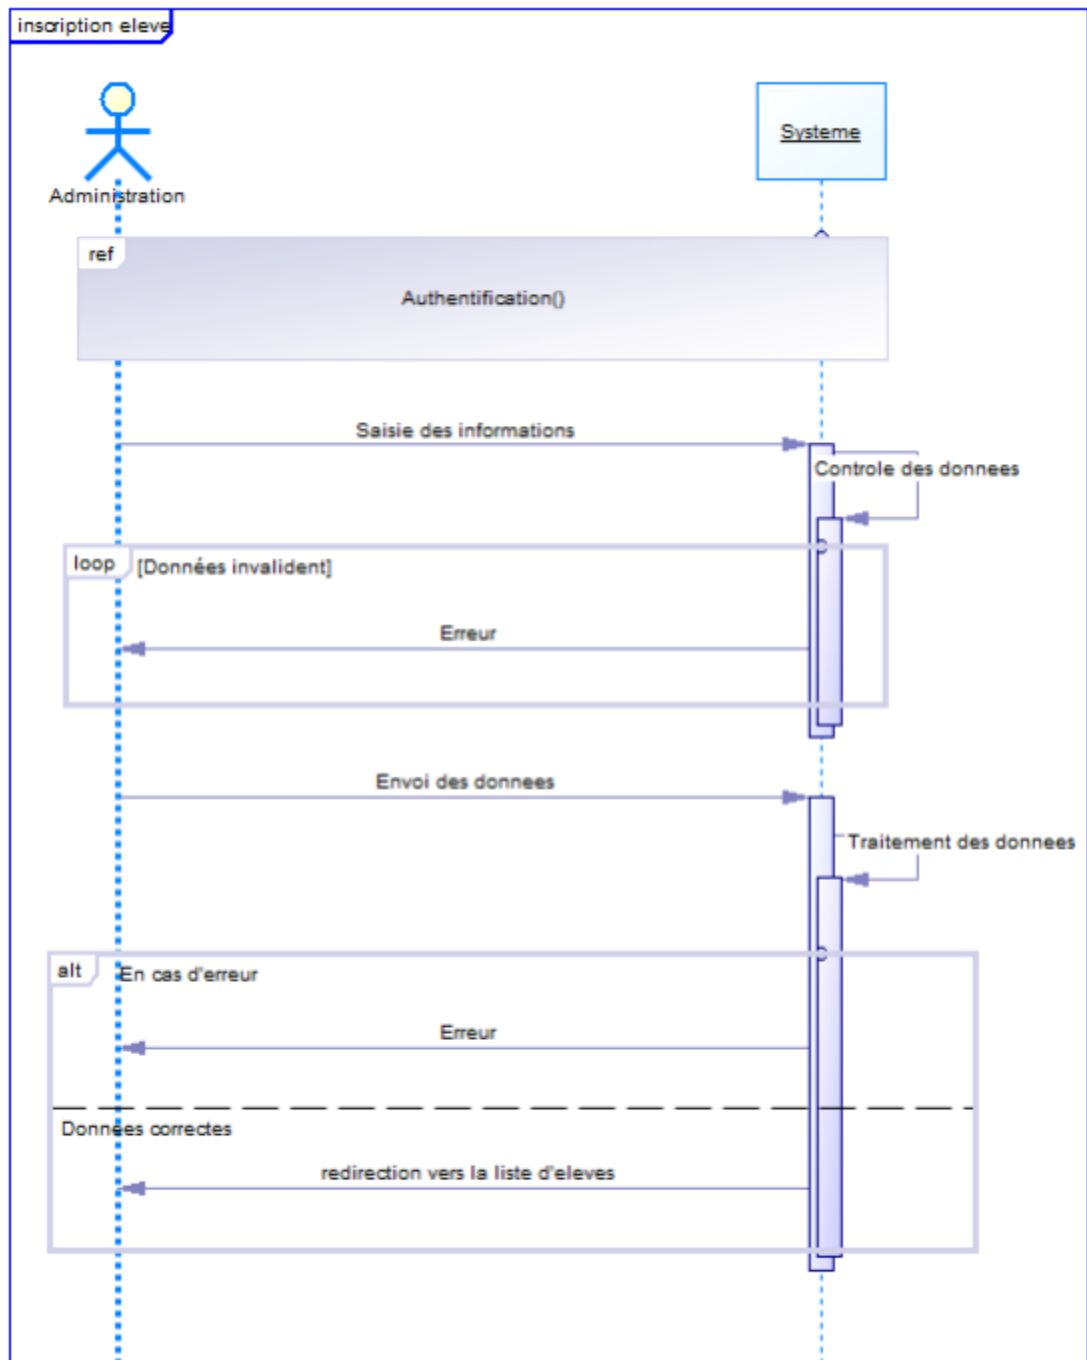 inscription eleve
Systeme
Administration
ref
Authentification()
Saisie des informations
Controle des donnees
loop
[Données invalident]
Erreur
Envoi des donnees
Traitement des donnees
alt
En cas d'erreur
Erreur
Données correctes
redirection vers la liste d'eleves